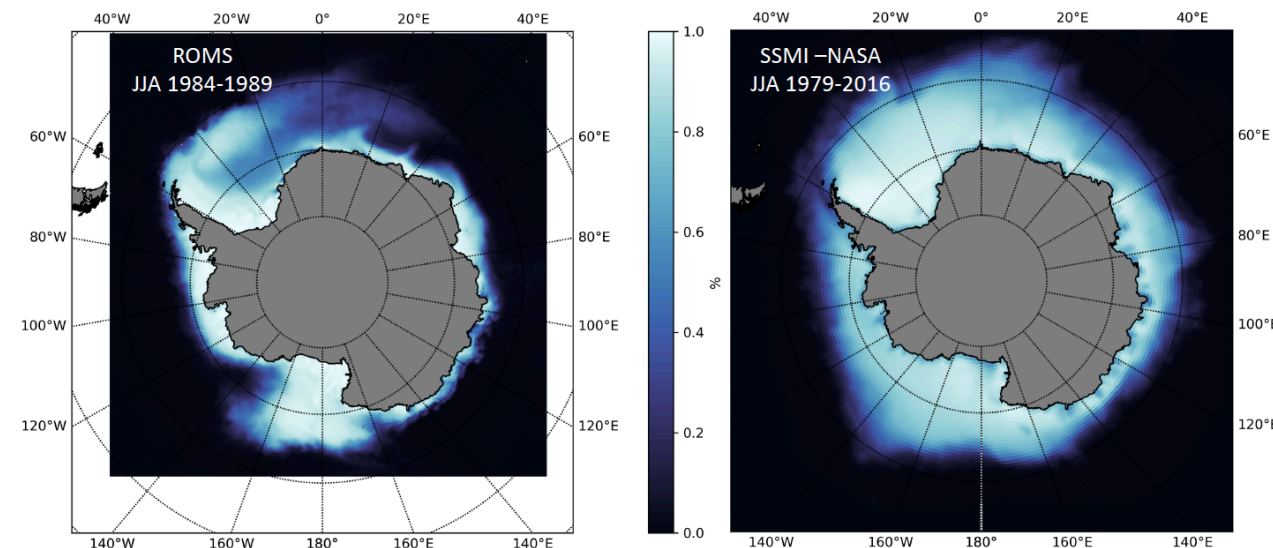 40°W 20°W 0° 20°E 40°E
ROMS
JJA 1984-1989
60°W 60°E
80°W 80°E
100°W 100°E
120°W 120°E
140°W 160°W 180° 160°E 140°E
1.0
0.8
0.6
0.4
0.2
0.0
%
40°W 20°W 0° 20°E 40°E
SSMI –NASA
JJA 1979-2016
60°E
80°E
100°E
120°E
140°W 160°W 180° 160°E 140°E